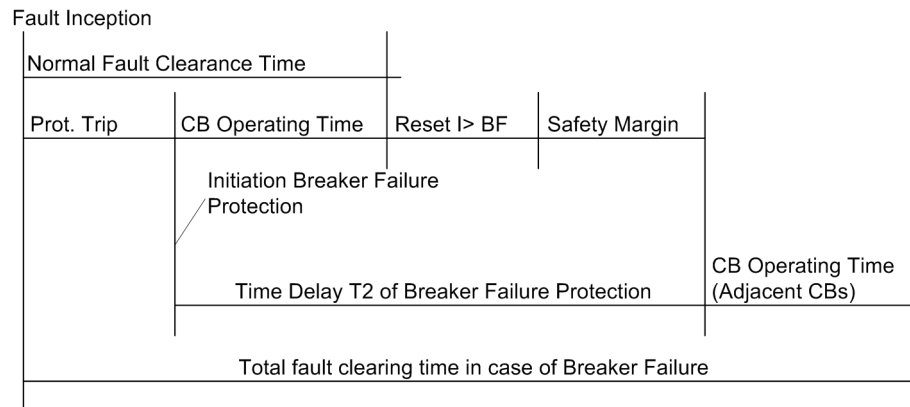 Fault Inception
Normal Fault Clearance Time
Prot. Trip
CB Operating Time
Reset I> BF
Safety Margin
Initiation Breaker Failure
Protection
CB Operating Time
(Adjacent CBs)
Time Delay T2 of Breaker Failure Protection
Total fault clearing time in case of Breaker Failure